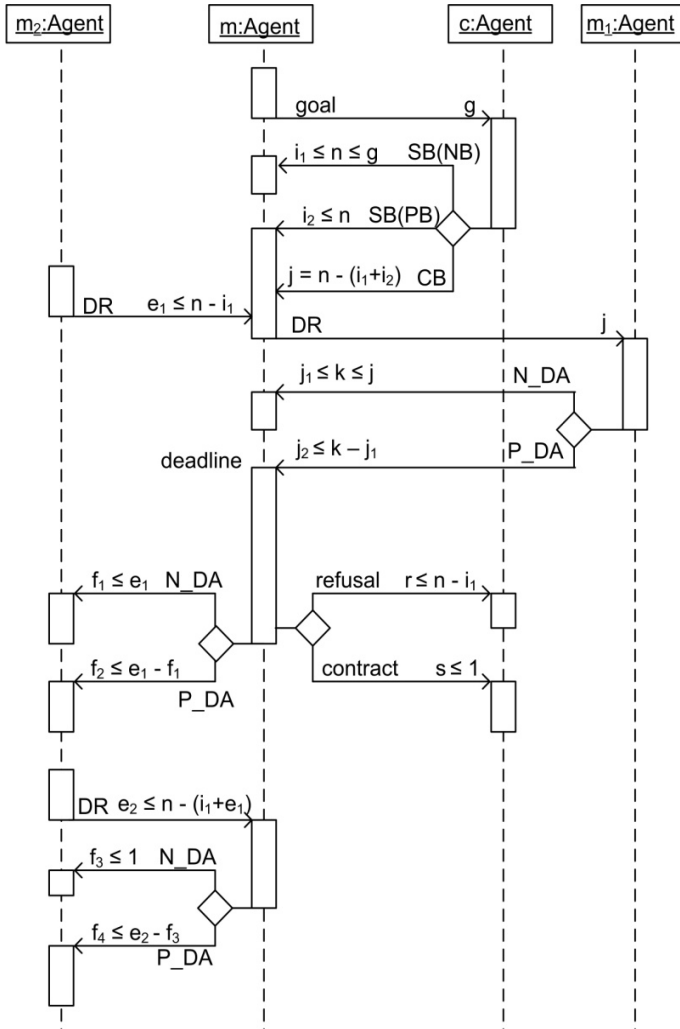 m₂:Agent m:Agent c:Agent m₁:Agent
goal g
i₁ ≤ n ≤ g SB(NB)
i₂ ≤ n SB(PB)
j = n - (i₁+i₂) CB
DR e₁ ≤ n - i₁
DR j
j₁ ≤ k ≤ j N_DA
deadline j₂ ≤ k – j₁ P_DA
f₁ ≤ e₁ N_DA refusal r ≤ n - i₁
f₂ ≤ e₁ - f₁ contract s ≤ 1
P_DA
DR e₂ ≤ n - (i₁+e₁)
f₃ ≤ 1 N_DA
f₄ ≤ e₂ - f₃
P_DA